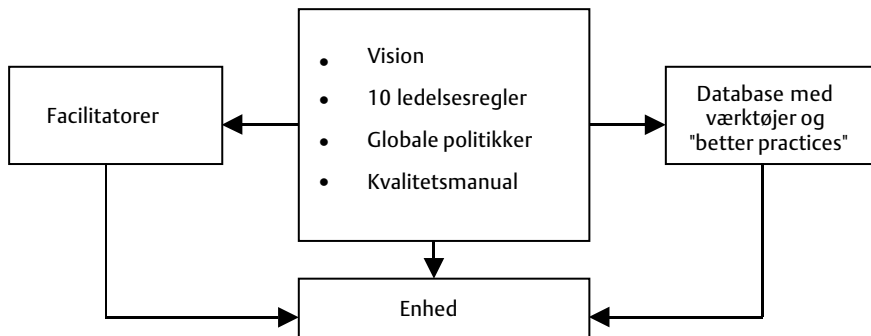 Facilitatorer
• Vision
• 10 ledelsesregler
• Globale politikker
• Kvalitetsmanual
Database med
værktøjer og
"better practices"
Enhed